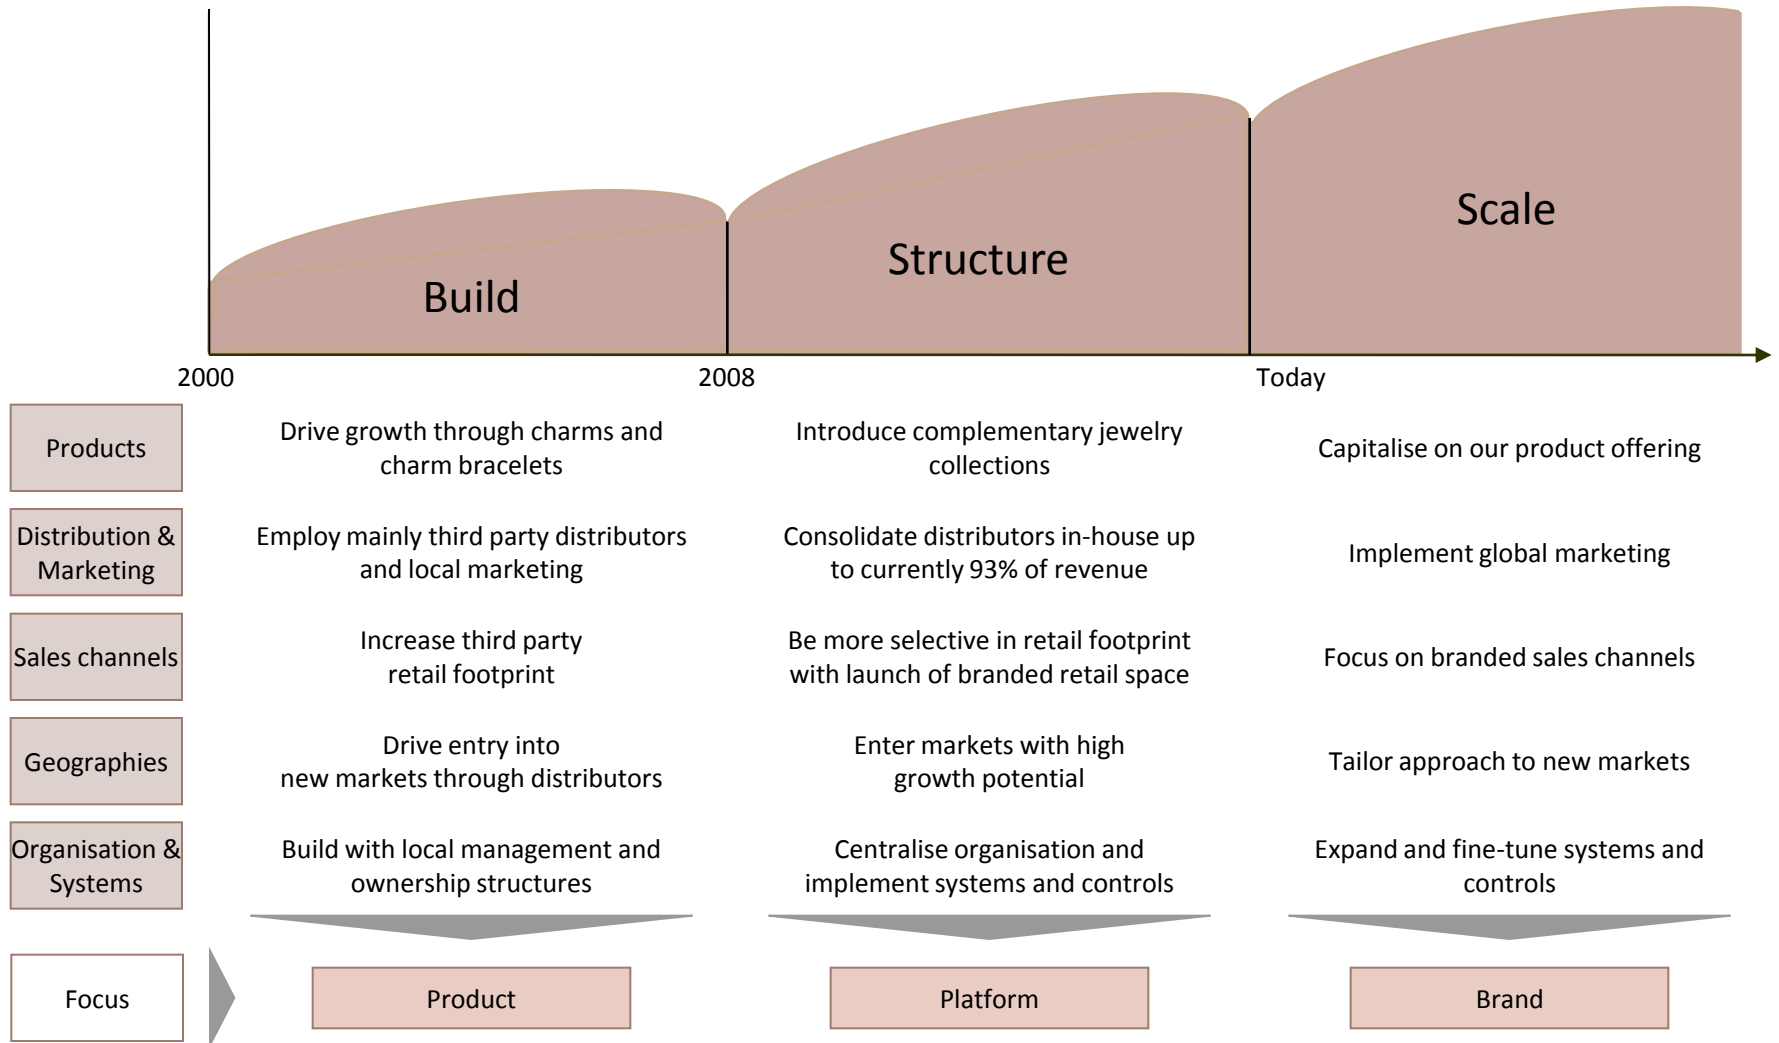 Scale
Structure
Build
2000
2008
Today
Products
Drive growth through charms and
charm bracelets
Introduce complementary jewelry
collections
Capitalise on our product offering
Distribution &
Marketing
Employ mainly third party distributors
and local marketing
Consolidate distributors in-house up
to currently 93% of revenue
Implement global marketing
Sales channels
Increase third party
retail footprint
Be more selective in retail footprint
with launch of branded retail space
Focus on branded sales channels
Geographies
Drive entry into
new markets through distributors
Enter markets with high
growth potential
Tailor approach to new markets
Organisation &
Systems
Build with local management and
ownership structures
Centralise organisation and
implement systems and controls
Expand and fine-tune systems and
controls
Focus
Product
Platform
Brand